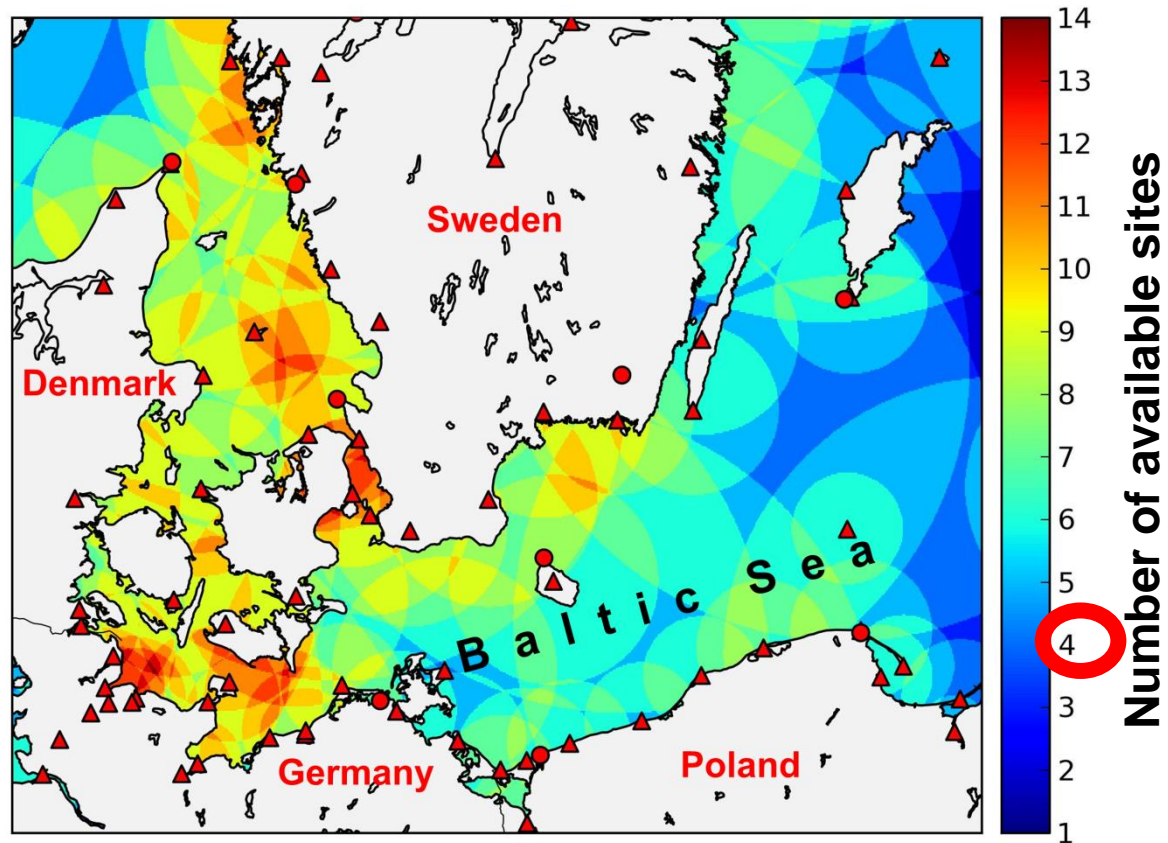 Sweden
Denmark
Baltic Sea
Germany
Poland
14
13
12
11
10
9
8
7
6
5
4
3
2
1
Number of available sites